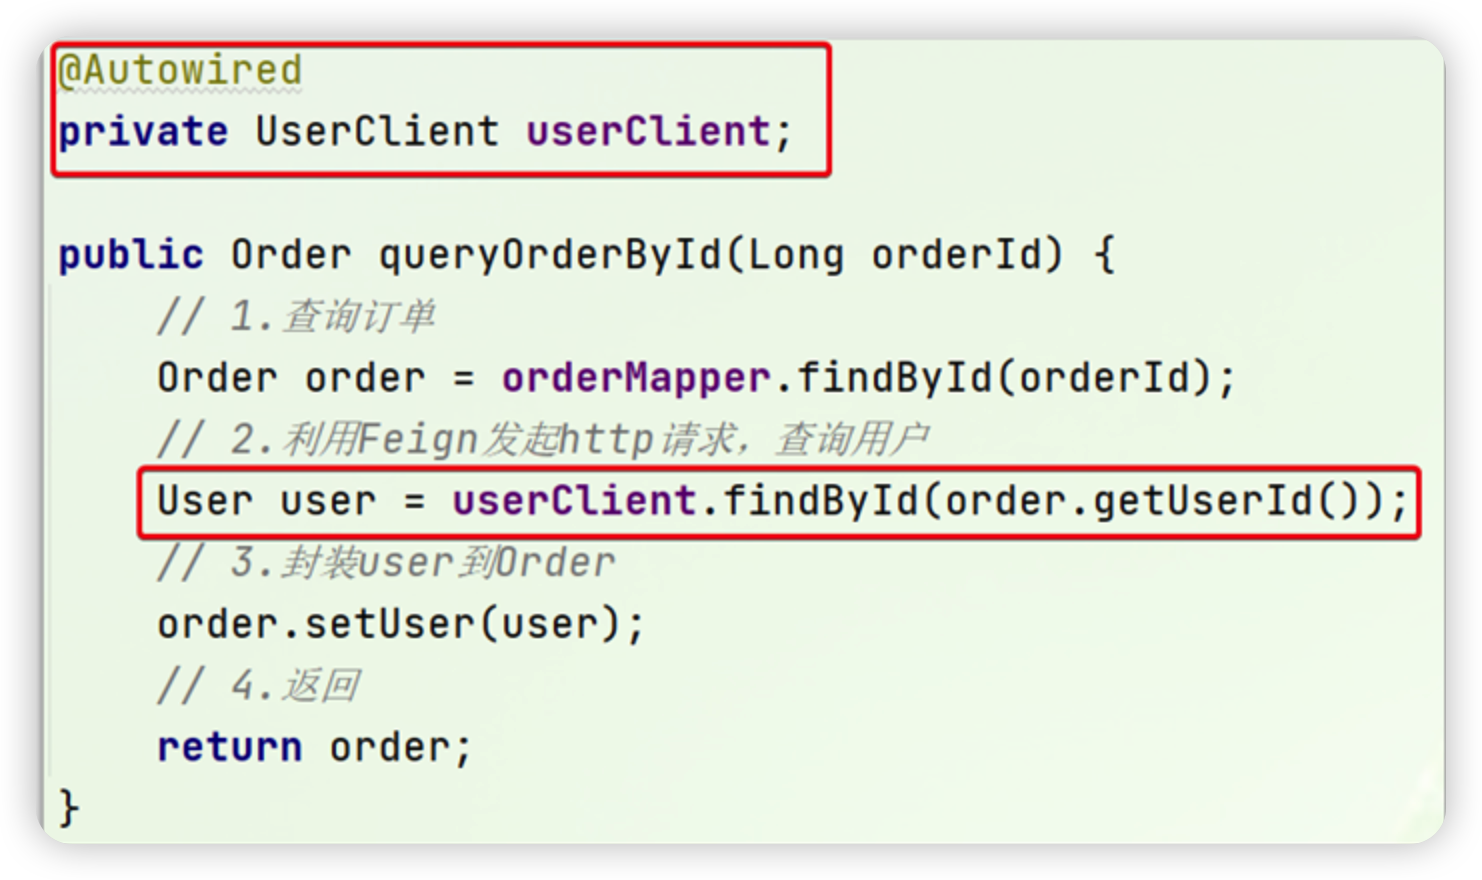 @Autowired
private UserClient userClient;
public Order queryOrderById(Long orderId) {
// 1.查询订单
Order order = orderMapper.findById(orderId);
// 2.利用Feign发起http请求，查询用户
User user = userClient.findById(order.getUserId());
// 3.封装user到Order
order.setUser(user);
// 4.返回
return order;
}